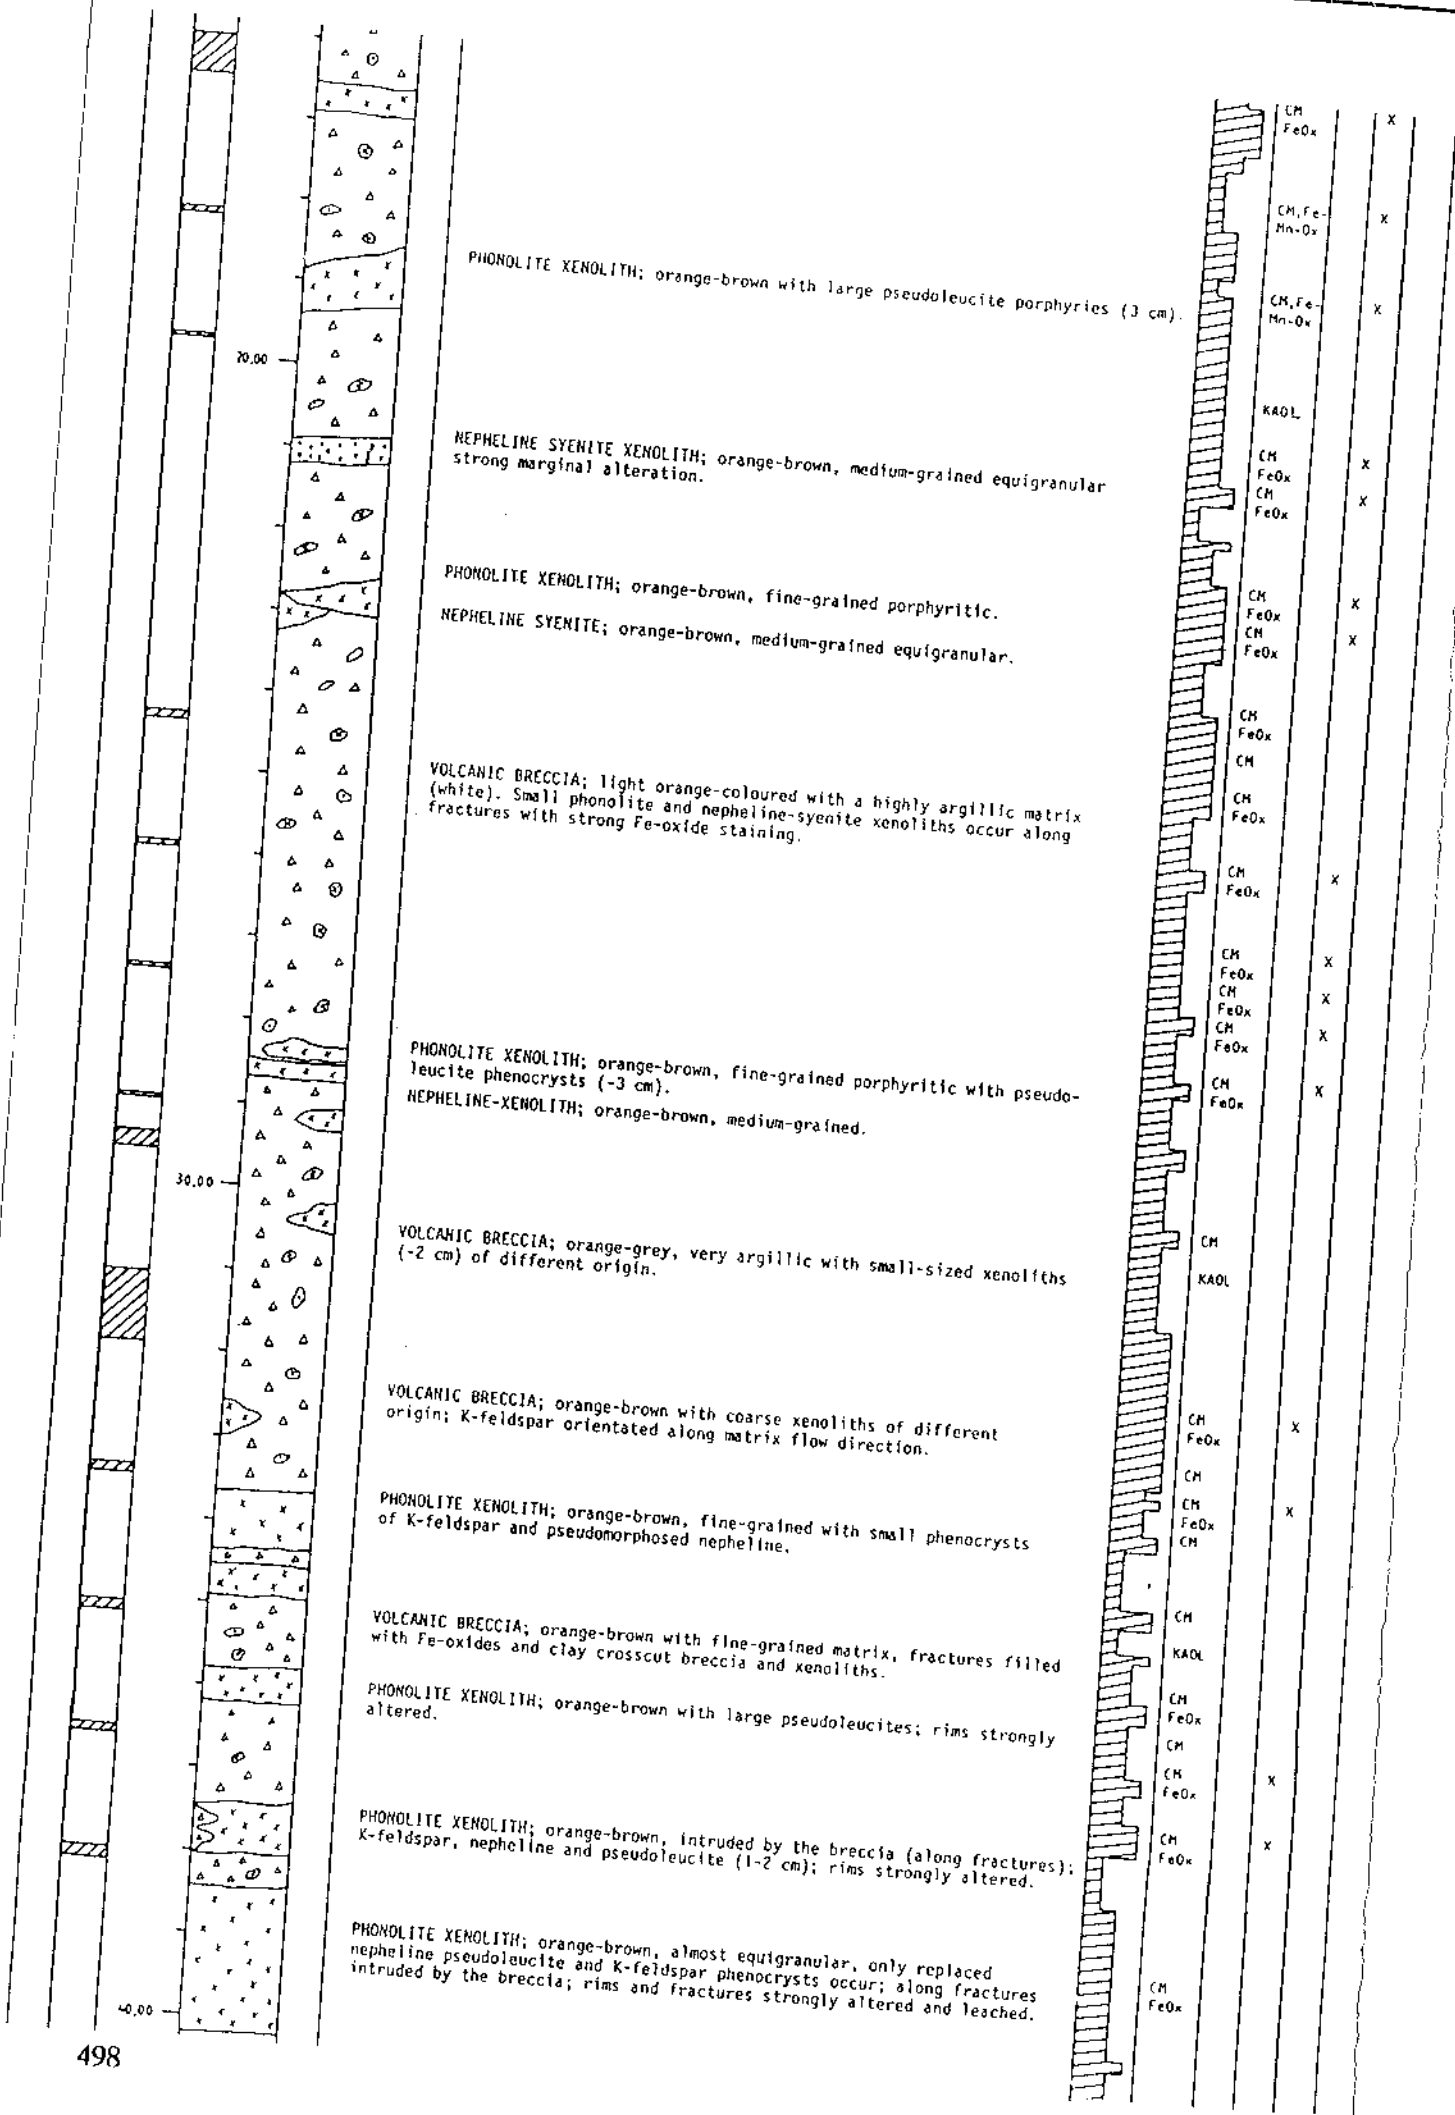 CM
FeOx
X
CM,Fe-
Mn-Ox
X
PHONOLITE XENOLITH; orange-brown with large pseudoleucite porphyries (3 cm).
CM,Fe-
Mn-Ox
X
20,00
KAOL
NEPHELINE SYENITE XENOLITH; orange-brown, medium-grained equigranular
strong marginal alteration.
CM
FeOx
X
CM
FeOx
X
PHONOLITE XENOLITH; orange-brown, fine-grained porphyritic.
CM
FeOx
X
NEPHELINE SYENITE; orange-brown, medium-grained equigranular.
CM
FeOx
X
CM
FeOx
CM
VOLCANIC BRECCIA; light orange-coloured with a highly argillic matrix
(white). Small phonolite and nepheline-syenite xenoliths occur along
fractures with strong Fe-oxide staining.
CM
FeOx
CM
FeOx
X
CM
FeOx
X
CM
FeOx
X
CM
FeOx
X
PHONOLITE XENOLITH; orange-brown, fine-grained porphyritic with pseudo-
leucite phenocrysts (-3 cm).
CM
FeOx
X
NEPHELINE-XENOLITH; orange-brown, medium-grained.
30,00
VOLCANIC BRECCIA; orange-grey, very argillic with small-sized xenoliths
(-2 cm) of different origin.
CM
KAOL
VOLCANIC BRECCIA; orange-brown with coarse xenoliths of different
origin; K-feldspar orientated along matrix flow direction.
CM
FeOx
X
CM
PHONOLITE XENOLITH; orange-brown, fine-grained with small phenocrysts
of K-feldspar and pseudomorphosed nepheline.
CM
FeOx
X
CM
VOLCANIC BRECCIA; orange-brown with fine-grained matrix, fractures filled
with Fe-oxides and clay crosscut breccia and xenoliths.
CM
KAOL
PHONOLITE XENOLITH; orange-brown with large pseudoleucites; rims strongly
altered.
CM
FeOx
CM
CM
FeOx
X
PHONOLITE XENOLITH; orange-brown, intruded by the breccia (along fractures);
K-feldspar, nepheline and pseudoleucite (1-2 cm); rims strongly altered.
CM
FeOx
X
PHONOLITE XENOLITH; orange-brown, almost equigranular, only replaced
nepheline pseudoleucite and K-feldspar phenocrysts occur; along fractures
intruded by the breccia; rims and fractures strongly altered and leached.
CM
FeOx
40,00
498